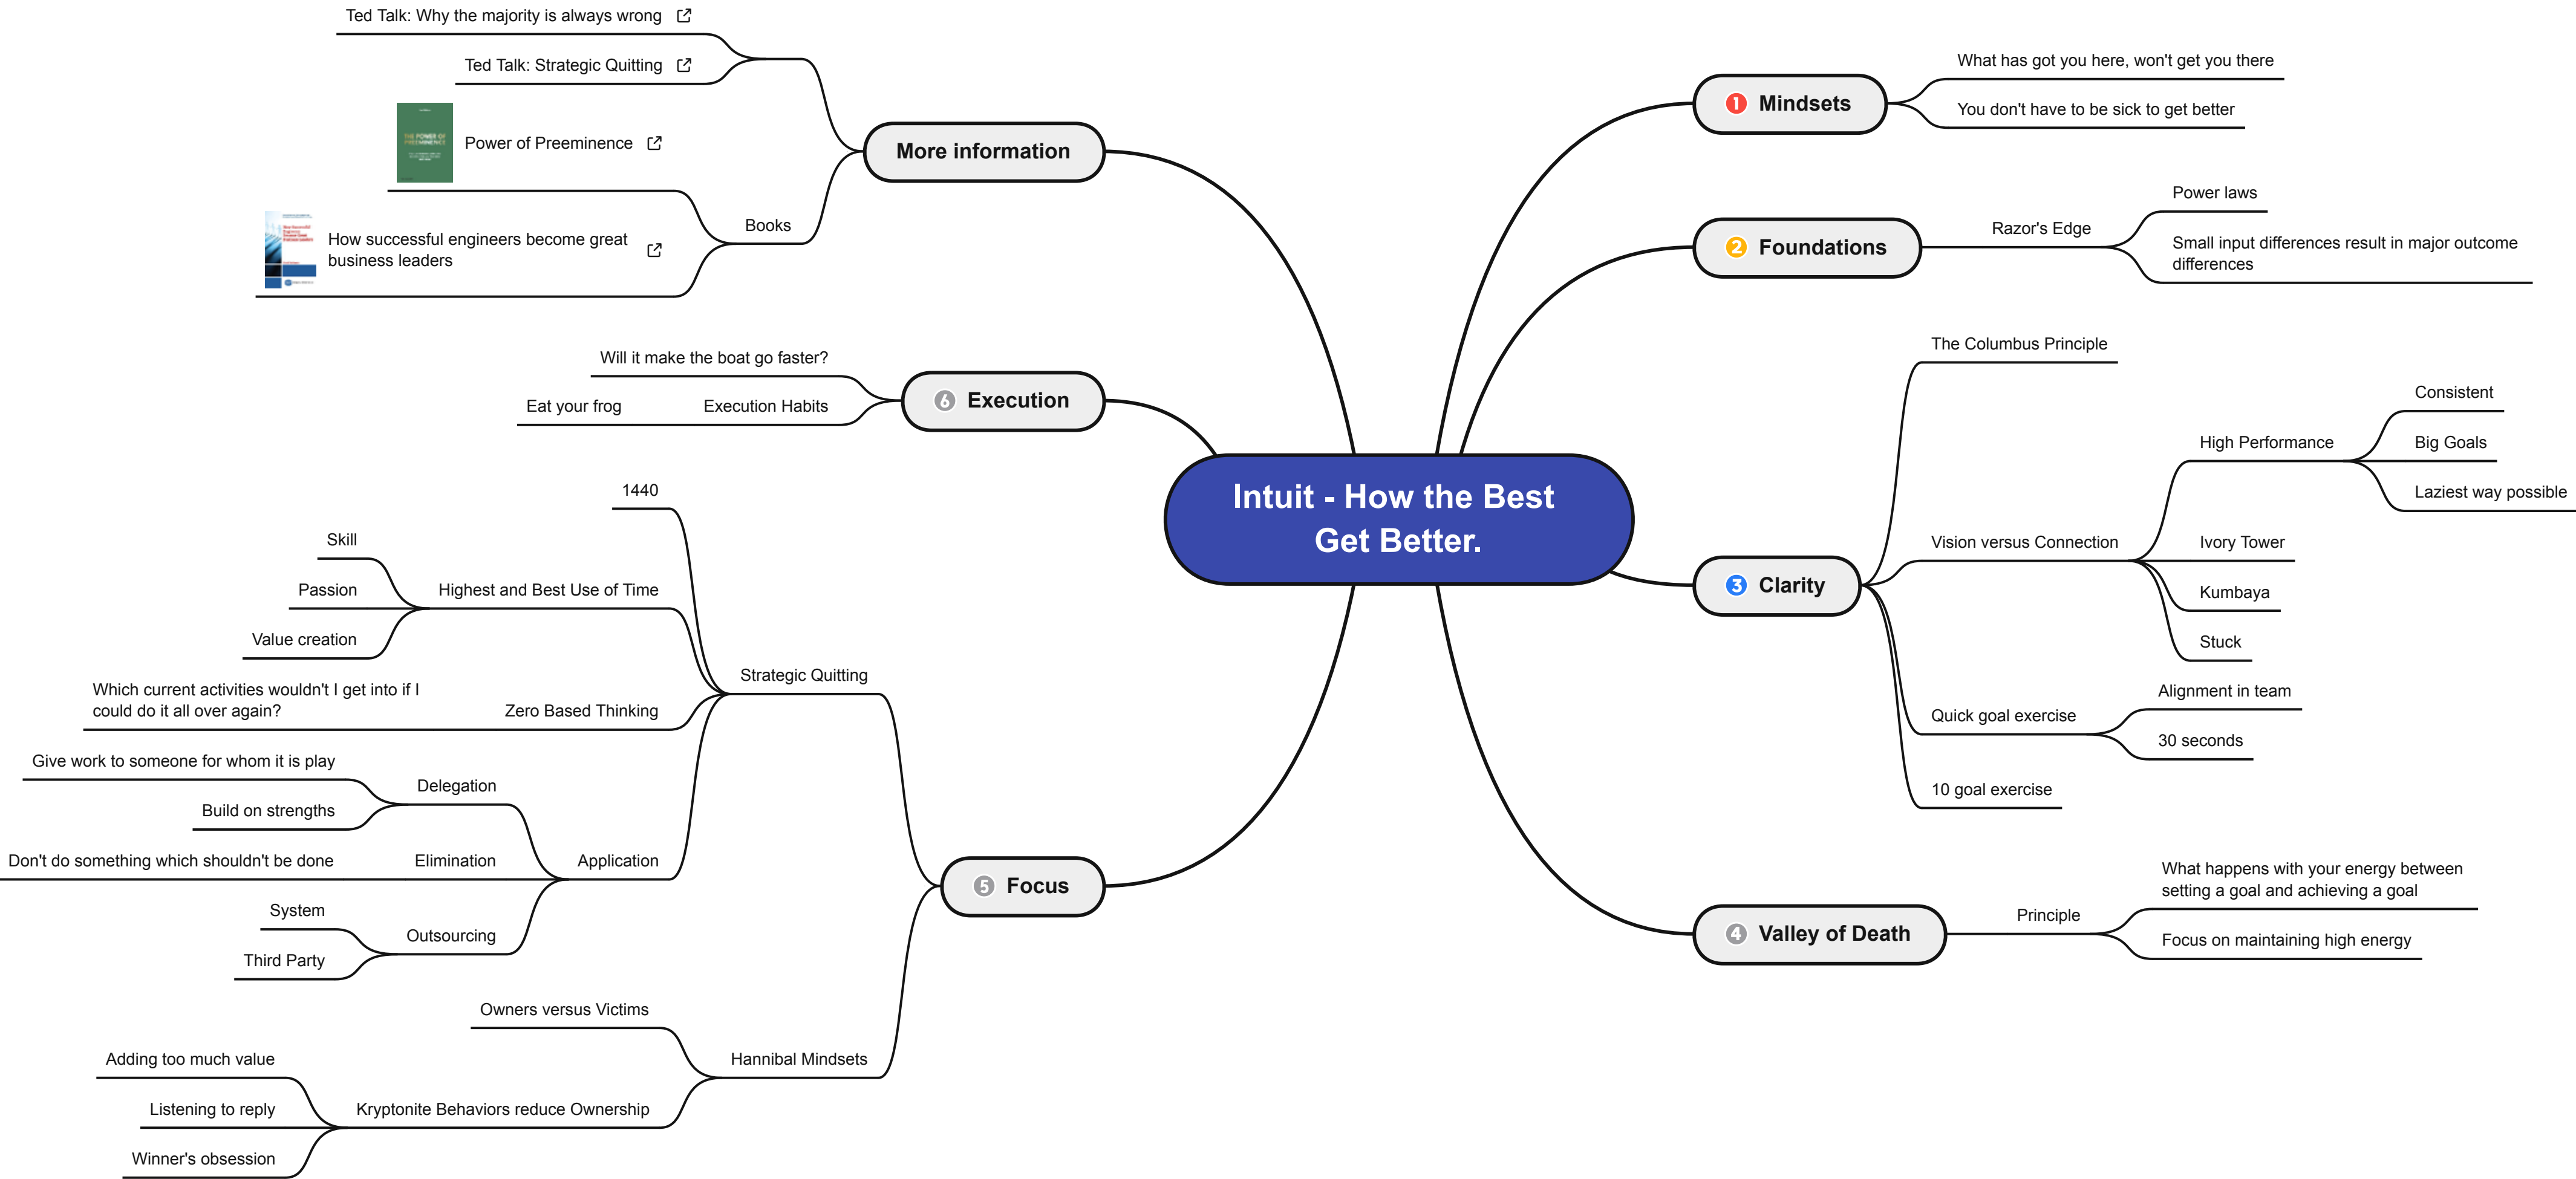 Intuit - How the Best
Get Better.
1 Mindsets
What has got you here, won't get you there
You don't have to be sick to get better
2 Foundations
Razor's Edge
Power laws
Small input differences result in major outcome
differences
3 Clarity
The Columbus Principle
Vision versus Connection
High Performance
Consistent
Big Goals
Laziest way possible
Ivory Tower
Kumbaya
Stuck
Quick goal exercise
Alignment in team
30 seconds
10 goal exercise
4 Valley of Death
Principle
What happens with your energy between
setting a goal and achieving a goal
Focus on maintaining high energy
5 Focus
Strategic Quitting
1440
Highest and Best Use of Time
Skill
Passion
Value creation
Zero Based Thinking
Which current activities wouldn't I get into if I
could do it all over again?
Application
Delegation
Give work to someone for whom it is play
Build on strengths
Elimination
Don't do something which shouldn't be done
Outsourcing
System
Third Party
Hannibal Mindsets
Owners versus Victims
Kryptonite Behaviors reduce Ownership
Adding too much value
Listening to reply
Winner's obsession
6 Execution
Will it make the boat go faster?
Execution Habits
Eat your frog
More information
Ted Talk: Why the majority is always wrong
Ted Talk: Strategic Quitting
Books
THE POWER OF
PREEMINENCE
Power of Preeminence
How successful engineers become great
business leaders